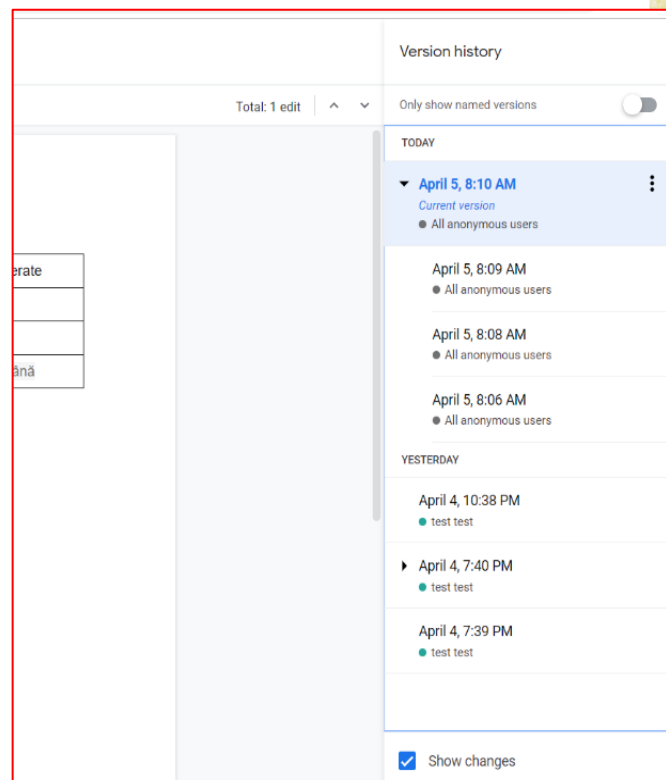 Version history
Total: 1 edit
Only show named versions
TODAY
April 5, 8:10 AM
Current version
All anonymous users
April 5, 8:09 AM
All anonymous users
April 5, 8:08 AM
All anonymous users
April 5, 8:06 AM
All anonymous users
YESTERDAY
April 4, 10:38 PM
test test
April 4, 7:40 PM
test test
April 4, 7:39 PM
test test
Show changes
erate
ână